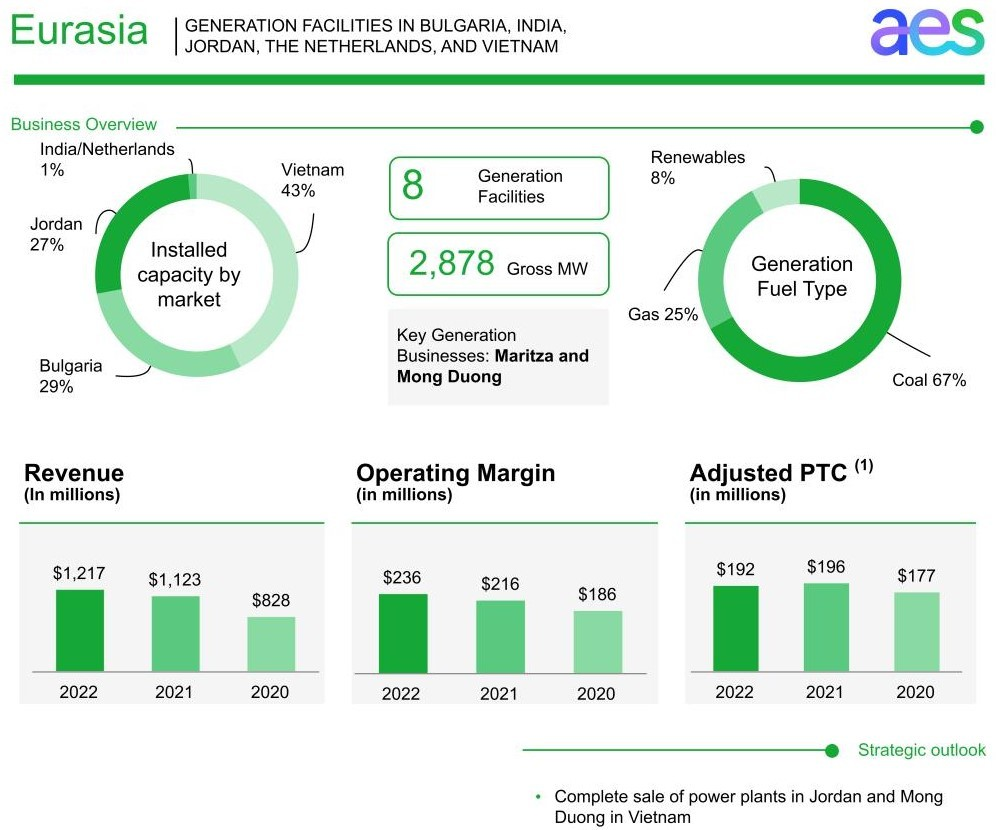 Eurasia
GENERATION FACILITIES IN BULGARIA, INDIA,
JORDAN, THE NETHERLANDS, AND VIETNAM
aes
Business Overview
India/Netherlands
1%
Vietnam
43%
Jordan
27%
Installed
capacity by
market
Bulgaria
29%
8 Generation
Facilities
2,878 Gross MW
Key Generation
Businesses: Maritza and
Mong Duong
Renewables
8%
Generation
Fuel Type
Gas 25%
Coal 67%
Revenue
(In millions)
$1,217
$1,123
$828
2022 2021 2020
Operating Margin
(in millions)
$236
$216
$186
2022 2021 2020
Adjusted PTC (1)
(in millions)
$192
$196
$177
2022 2021 2020
Strategic outlook
• Complete sale of power plants in Jordan and Mong
Duong in Vietnam